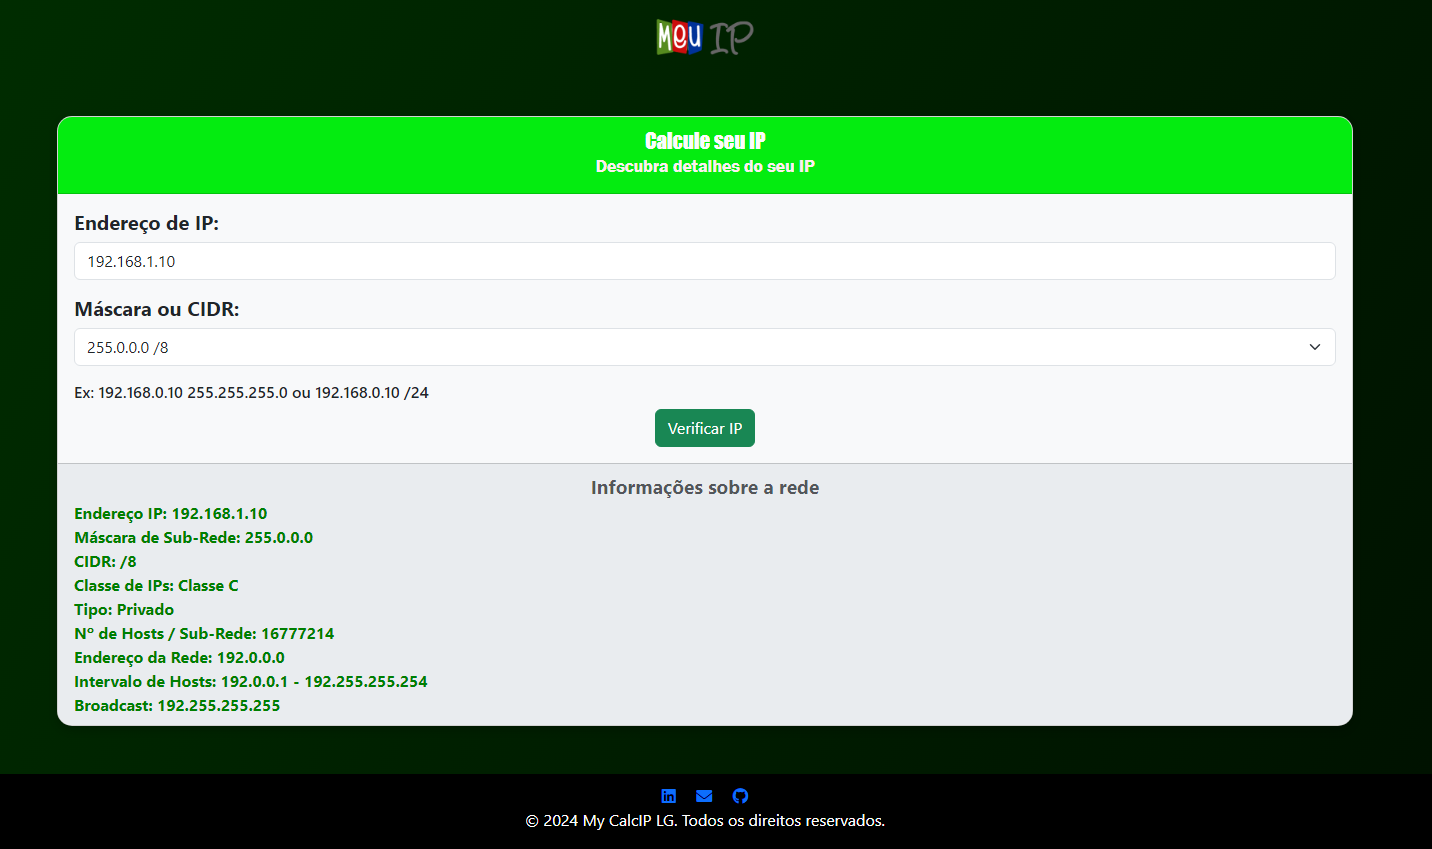 Meu IP
Calcule seu IP
Descubra detalhes do seu IP
Endereço de IP:
192.168.1.10
Máscara ou CIDR:
255.0.0.0 /8
Ex: 192.168.0.10 255.255.255.0 ou 192.168.0.10 /24
Verificar IP
Informações sobre a rede
Endereço IP: 192.168.1.10
Máscara de Sub-Rede: 255.0.0.0
CIDR: /8
Classe de IPs: Classe C
Tipo: Privado
Nº de Hosts / Sub-Rede: 16777214
Endereço da Rede: 192.0.0.0
Intervalo de Hosts: 192.0.0.1 - 192.255.255.254
Broadcast: 192.255.255.255
in
© 2024 My CalcIP LG. Todos os direitos reservados.